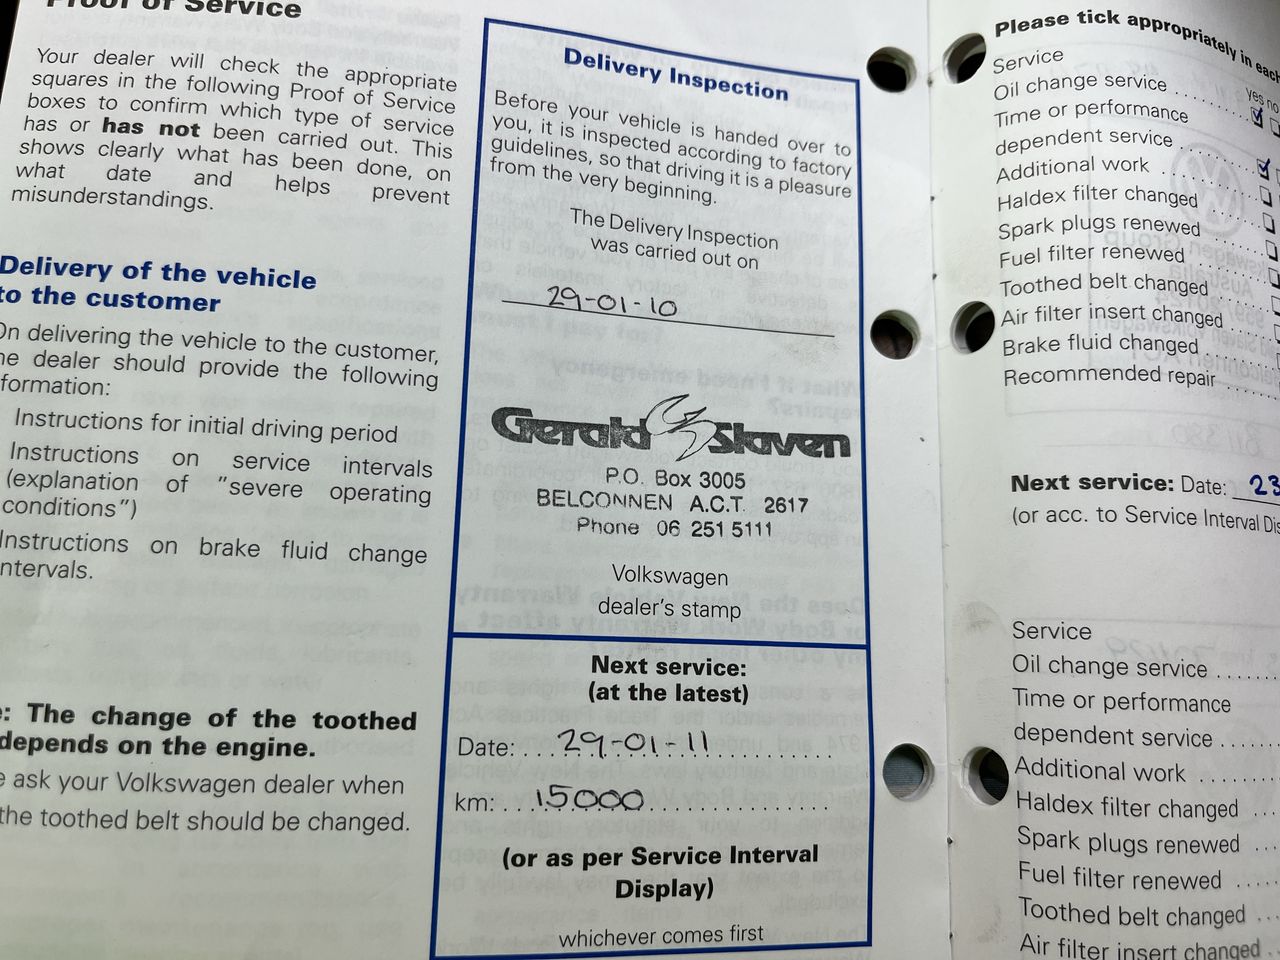 Proof of Service
Your dealer will check the appropriate
squares in the following Proof of Service
boxes to confirm which type of service
has or has not been carried out. This
shows clearly what has been done, on
what date and helps prevent
misunderstandings.
Delivery of the vehicle
to the customer
On delivering the vehicle to the customer,
he dealer should provide the following
formation:
Instructions for initial driving period
Instructions on service intervals
(explanation of "severe operating
conditions")
Instructions on brake fluid change
ntervals.
: The change of the toothed
depends on the engine.
e ask your Volkswagen dealer when
the toothed belt should be changed.
Delivery Inspection
Before your vehicle is handed over to
you, it is inspected according to factory
guidelines, so that driving it is a pleasure
from the very beginning.
The Delivery Inspection
was carried out on
29-01-10
Gerald Slaven
P.O. Box 3005
BELCONNEN A.C.T. 2617
Phone 06 251 5111
Volkswagen
dealer's stamp
Next service:
(at the latest)
Date: 29-01-11
km: 15000
(or as per Service Interval
Display)
whichever comes first
Please tick appropriately in each
Service
yes no
Oil change service
Time or performance
dependent service
Additional work
Haldex filter changed
Spark plugs renewed
Fuel filter renewed
Toothed belt changed
Air filter insert changed
Brake fluid changed
Recommended repair
Next service: Date: 23
(or acc. to Service Interval Dis
Service
Oil change service
Time or performance
dependent service
Additional work
Haldex filter changed
Spark plugs renewed
Fuel filter renewed
Toothed belt changed
Air filter insert changed